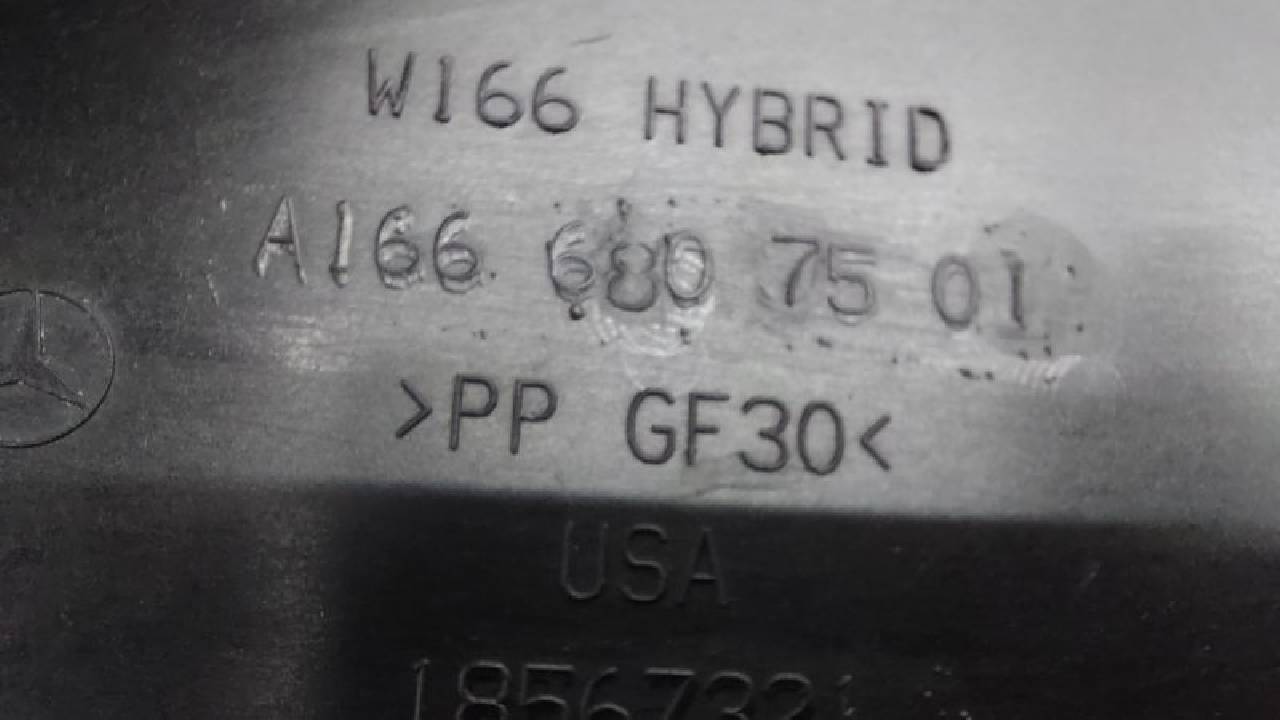 W166 HYBRID
A166 680 75 01
>PP GF30<
USA